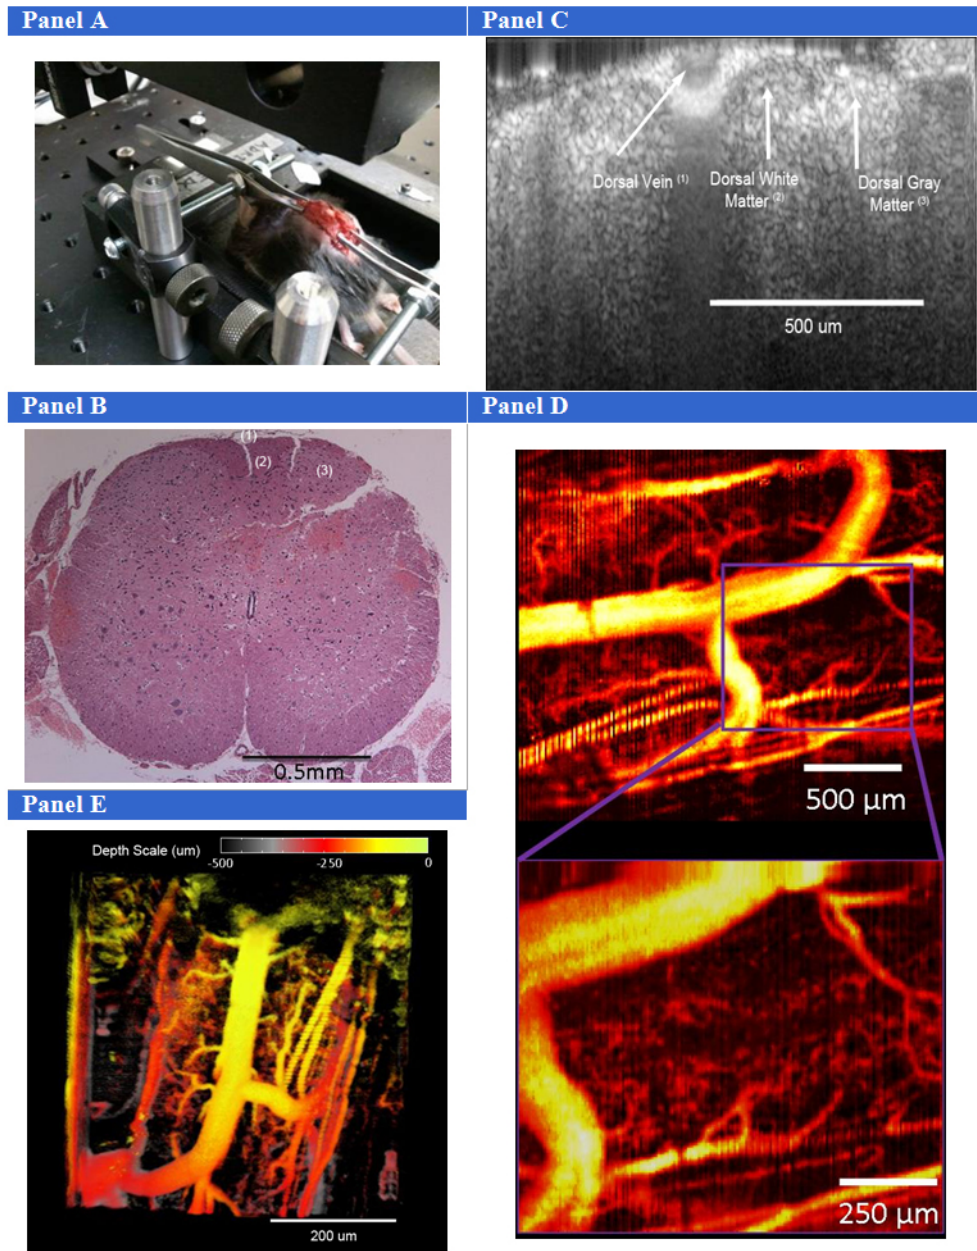 Panel A
Panel C
Dorsal Vein (1)
Dorsal White
Matter (2)
Dorsal Gray
Matter (3)
500 um
Panel B
(1)
(2)
(3)
0.5mm
Panel D
500 µm
250 µm
Panel E
Depth Scale (um)
-500
-250
0
200 um